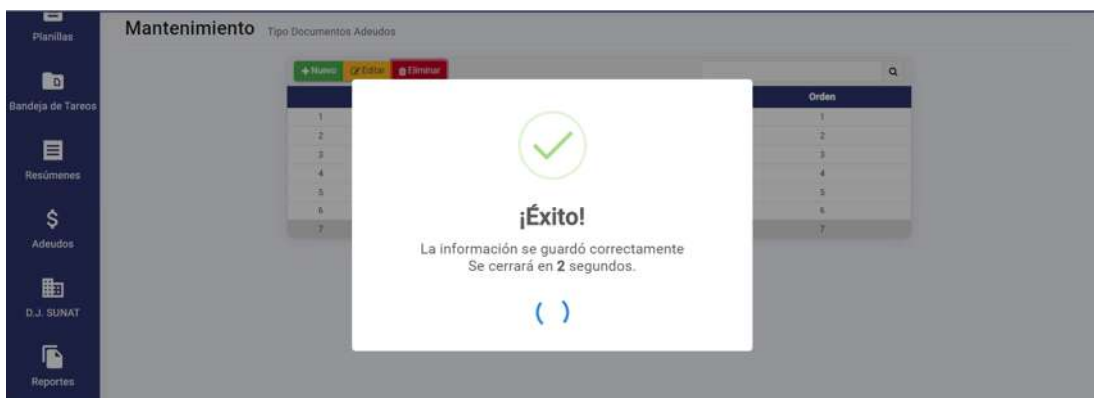 Planillas
Mantenimiento Tipo Documentos Adeudos
Nuevo Editar Eliminar
Bandeja de Tareos
Orden
1 1
2 2
3 3
4 4
5 5
6 6
7 7
Resúmenes
¡Éxito!
Adeudos
La información se guardó correctamente
Se cerrará en 2 segundos.
D.J. SUNAT
Reportes